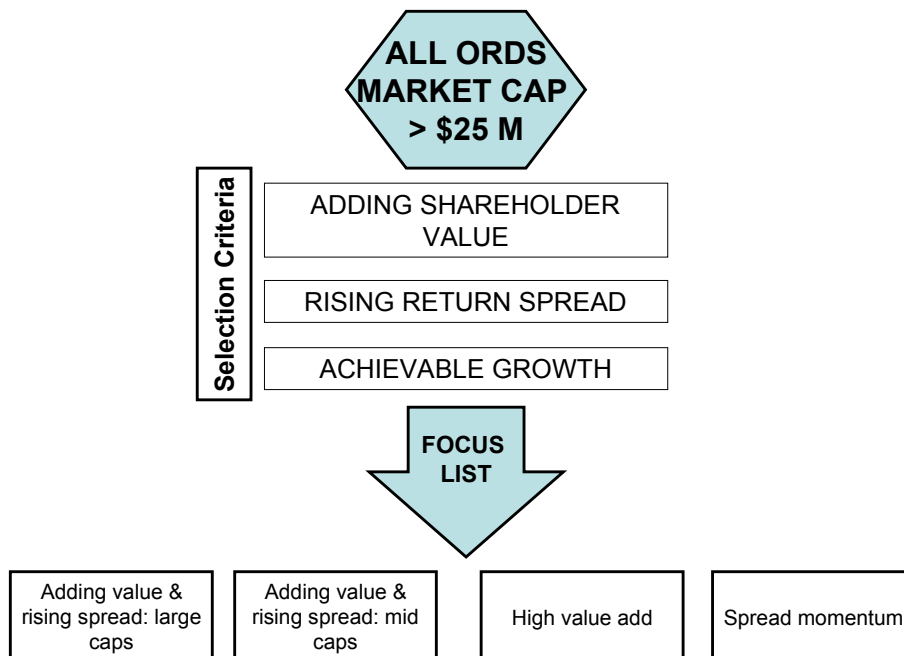 ALL ORDS
MARKET CAP
> $25 M
Selection Criteria
ADDING SHAREHOLDER
VALUE
RISING RETURN SPREAD
ACHIEVABLE GROWTH
FOCUS
LIST
Adding value &
rising spread: large
caps
Adding value &
rising spread: mid
caps
High value add
Spread momentum